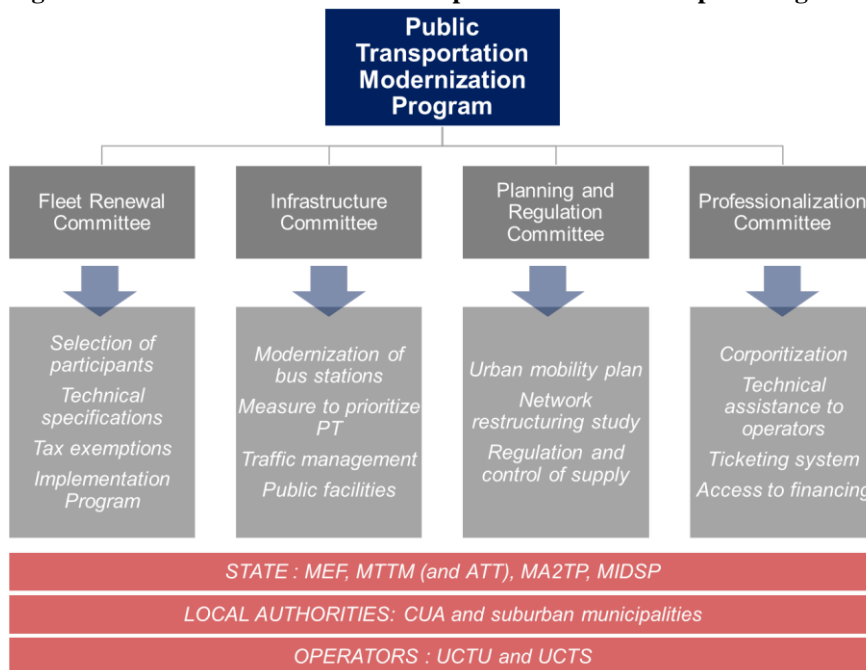 Public
Transportation
Modernization
Program
Fleet Renewal
Committee
Infrastructure
Committee
Planning and
Regulation
Committee
Professionalization
Committee
Selection of
participants
Technical
specifications
Tax exemptions
Implementation
Program
Modernization of
bus stations
Measure to prioritize
PT
Traffic management
Public facilities
Urban mobility plan
Network
restructuring study
Regulation and
control of supply
Corporitization
Technical
assistance to
operators
Ticketing system
Access to financing
STATE : MEF, MTTM (and ATT), MA2TP, MIDSP
LOCAL AUTHORITIES: CUA and suburban municipalities
OPERATORS : UCTU and UCTS